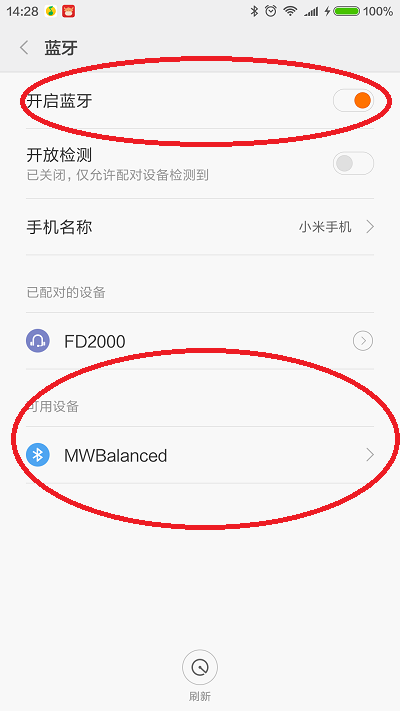 14:28 100%
蓝牙
开启蓝牙
开放检测
已关闭，仅允许配对设备检测到
手机名称 小米手机
已配对的设备
FD2000
可用设备
MWBalanced
刷新